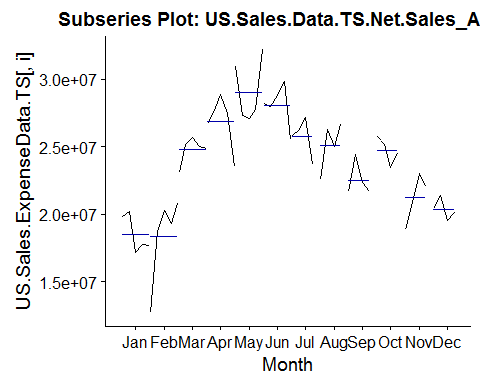 Subseries Plot: US.Sales.Data.TS.Net.Sales_A
US.Sales.ExpenseData.TS[, i]
3.0e+07
2.5e+07
2.0e+07
1.5e+07
Jan Feb Mar Apr May Jun Jul Aug Sep Oct Nov Dec
Month